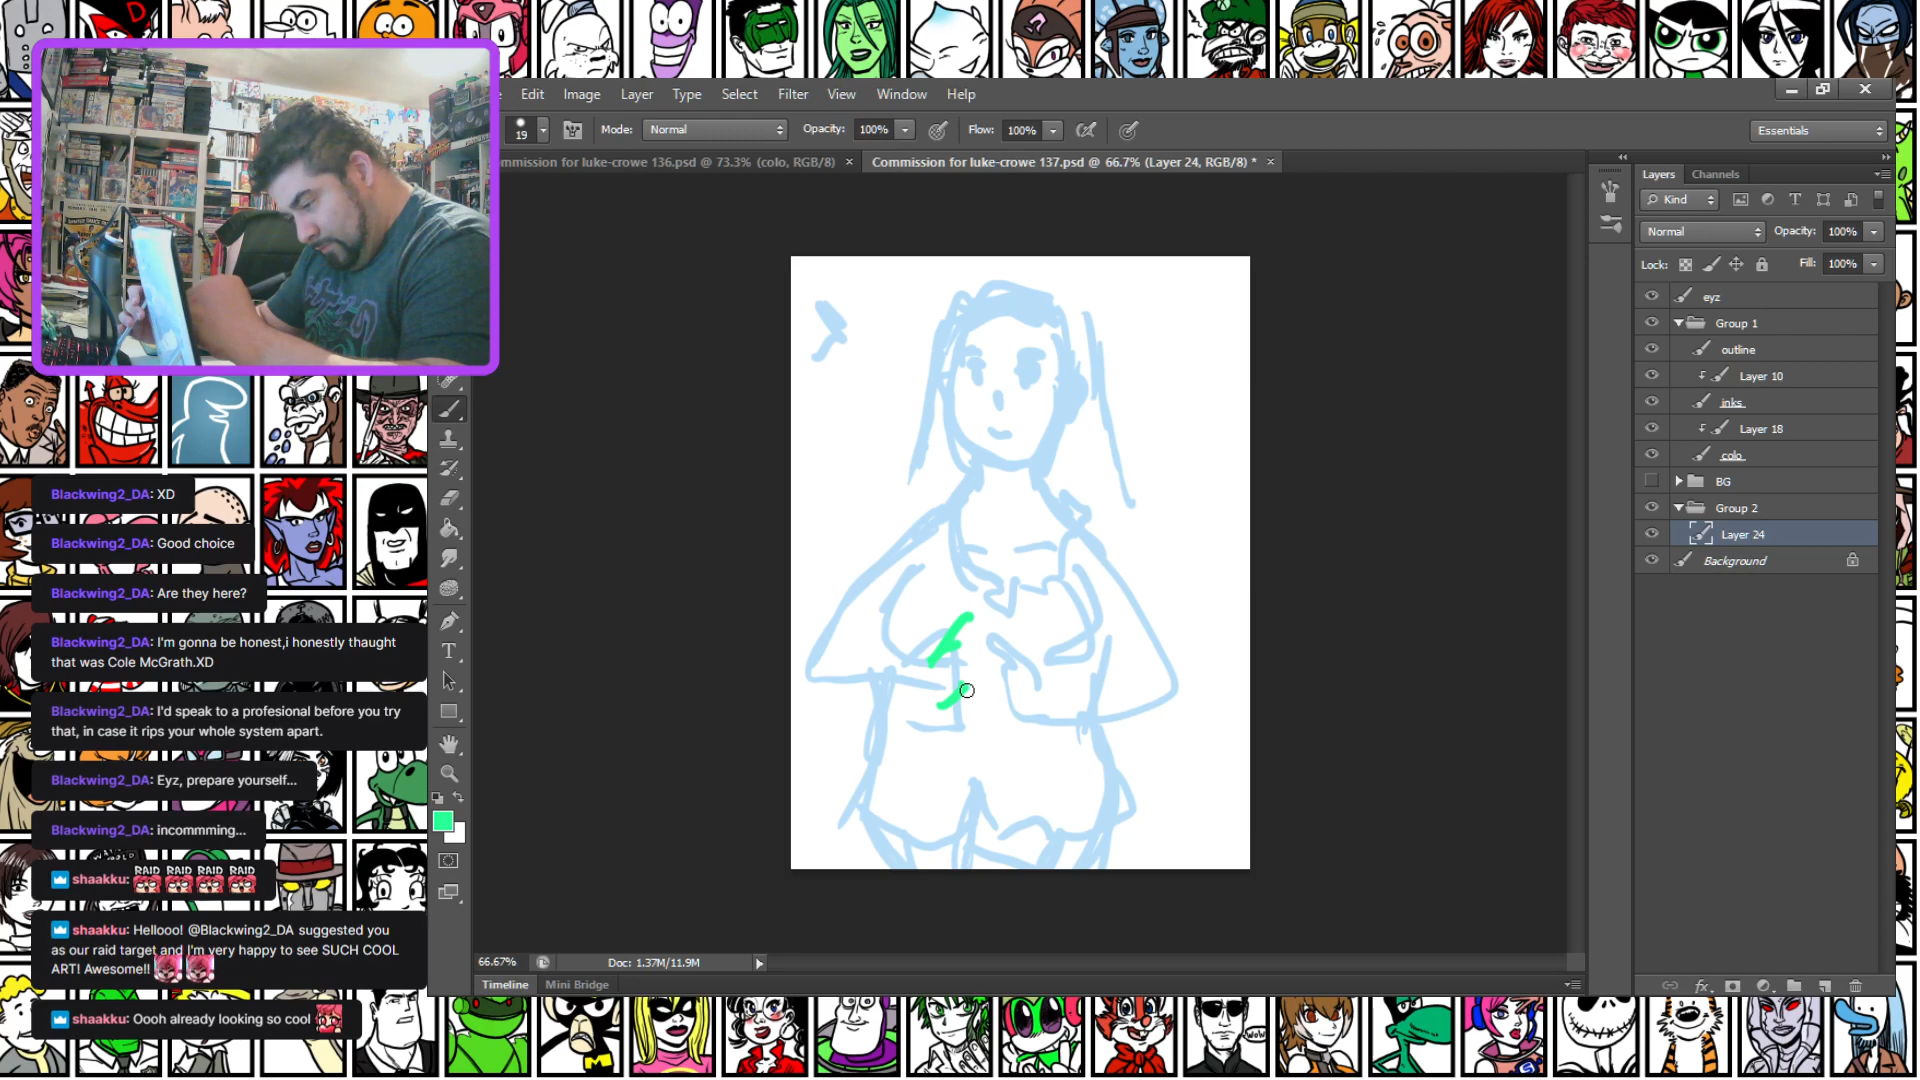 Edit Image Layer Type Select Filter View Window Help
19 Mode: Normal Opacity: 100% Flow: 100% Essentials
ommission for luke-crowe 136.psd @ 73.3% (colo, RGB/8) × Commission for luke-crowe 137.psd @ 66.7% (Layer 24, RGB/8) * ×
Layers Channels
Kind
Normal Opacity: 100%
Lock: Fill: 100%
eyz
Group 1
outline
Layer 10
inks
Layer 18
colo
BG
Group 2
Layer 24
Background
Blackwing2_DA: XD
Blackwing2_DA: Good choice
Blackwing2_DA: Are they here?
Blackwing2_DA: I'm gonna be honest,i honestly thaught
that was Cole McGrath.XD
Blackwing2_DA: I'd speak to a profesional before you try
that, in case it rips your whole system apart.
Blackwing2_DA: Eyz, prepare yourself...
Blackwing2_DA: incommming...
shaakku: RAID RAID RAID RAID
shaakku: Hellooo! @Blackwing2_DA suggested you
as our raid target and I'm very happy to see SUCH COOL
ART! Awesome!!
shaakku: Oooh already looking so cool
66.67% Doc: 1.37M/11.9M
Timeline Mini Bridge
WOW